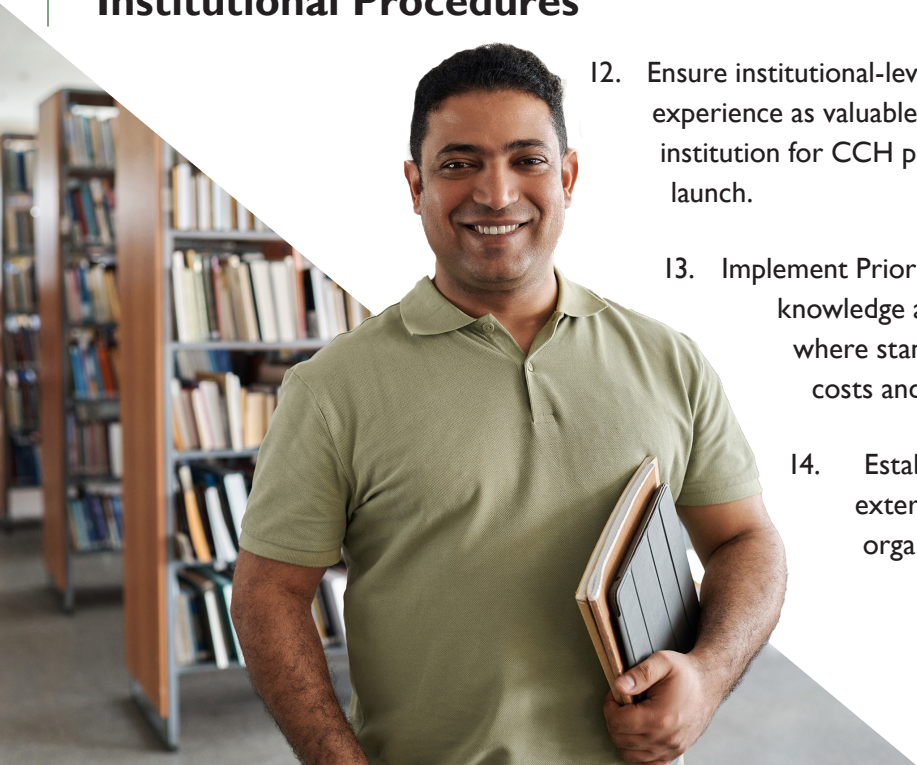 Institutional Procedures
12. Ensure institutional-lev
experience as valuable
institution for CCH p
launch.
13. Implement Prior
knowledge a
where star
costs and
14. Estal
exter
orga